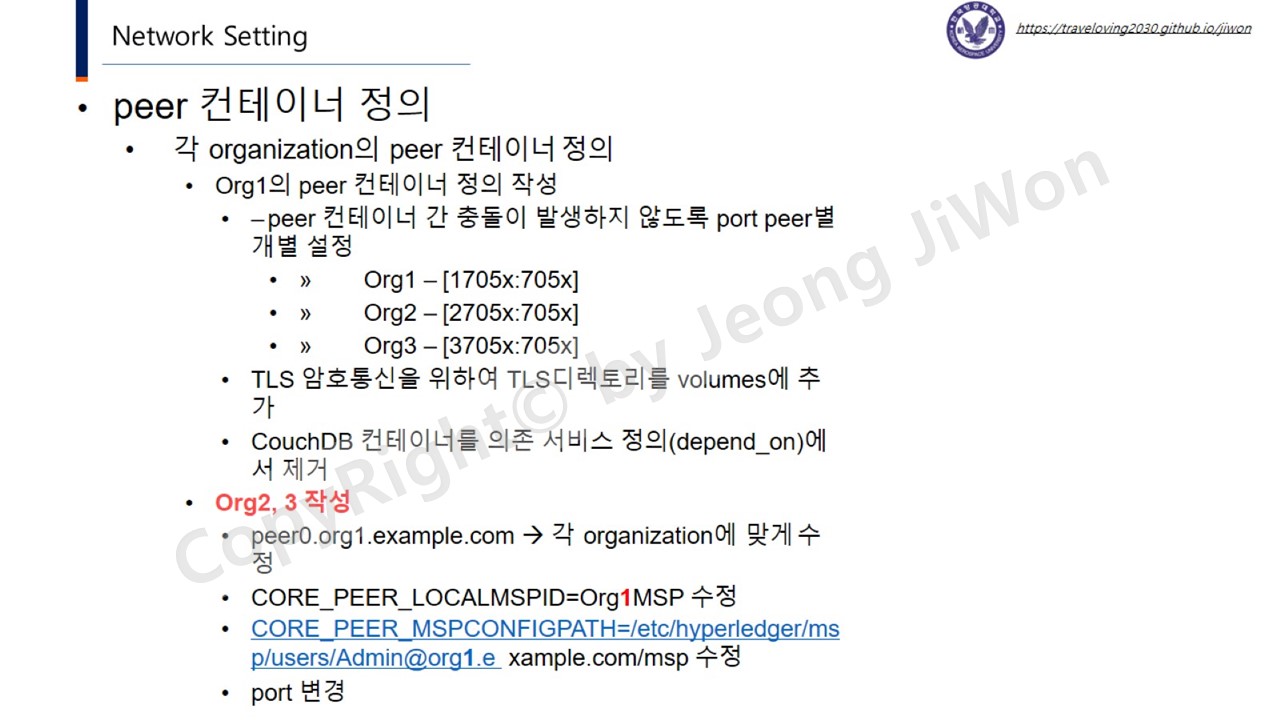 Network Setting
https://traveloving2030.github.io/jiwon
• peer 컨테이너 정의
• 각 organization의 peer 컨테이너 정의
• Org1의 peer 컨테이너 정의 작성
• –peer 컨테이너 간 충돌이 발생하지 않도록 port peer별
개별 설정
• » Org1 – [1705x:705x]
• » Org2 – [2705x:705x]
• » Org3 – [3705x:705x]
• TLS 암호통신을 위하여 TLS디렉토리를 volumes에 추
가
• CouchDB 컨테이너를 의존 서비스 정의(depend_on)에
서 제거
• Org2, 3 작성
• peer0.org1.example.com → 각 organization에 맞게 수
정
• CORE_PEER_LOCALMSPID=Org1MSP 수정
• CORE_PEER_MSPCONFIGPATH=/etc/hyperledger/ms
p/users/Admin@org1.e xample.com/msp 수정
• port 변경
CopyRight© by Jeong JiWon